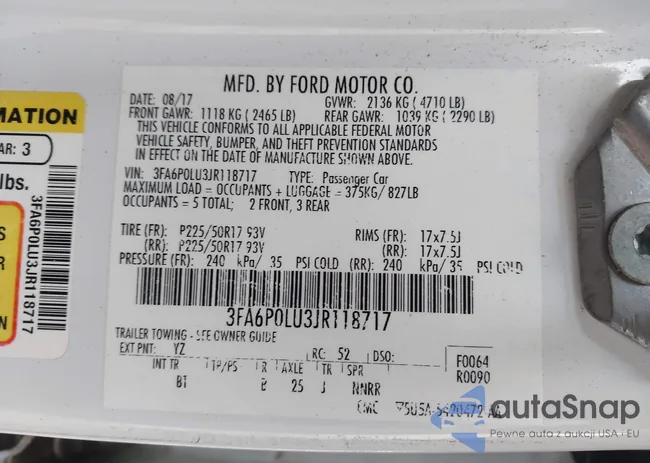 MFD. BY FORD MOTOR CO.
DATE: 08/17 GVWR: 2136 KG (4710 LB)
FRONT GAWR: 1118 KG (2465 LB) REAR GAWR: 1039 KG (2290 LB)
THIS VEHICLE CONFORMS TO ALL APPLICABLE FEDERAL MOTOR
VEHICLE SAFETY, BUMPER, AND THEFT PREVENTION STANDARDS
IN EFFECT ON THE DATE OF MANUFACTURE SHOWN ABOVE.
VIN: 3FA6P0LU3JR118717 TYPE: Passenger Car
MAXIMUM LOAD = OCCUPANTS + LUGGAGE = 375KG/ 827LB
OCCUPANTS = 5 TOTAL; 2 FRONT, 3 REAR
TIRE (FR): P225/50R17 93V RIMS (FR): 17x7.5J
(RR): P225/50R17 93V (RR): 17x7.5J
PRESSURE (FR): 240 kPa/ 35 PSI COLD (RR): 240 kPa/ 35 PSI COLD
3FA6P0LU3JR118717
TRAILER TOWING - SEE OWNER GUIDE
EXT PNT: YZ RC: 52 DSO: F0064
R0090
INT TR TP/PS R AXLE TR SPR
BT B 25 J NNRR
MATION
AR: 3
lbs.
S
R
N
3FA6P0LU3JR118717
autaSnap
Pewne auta z aukcji USA i EU